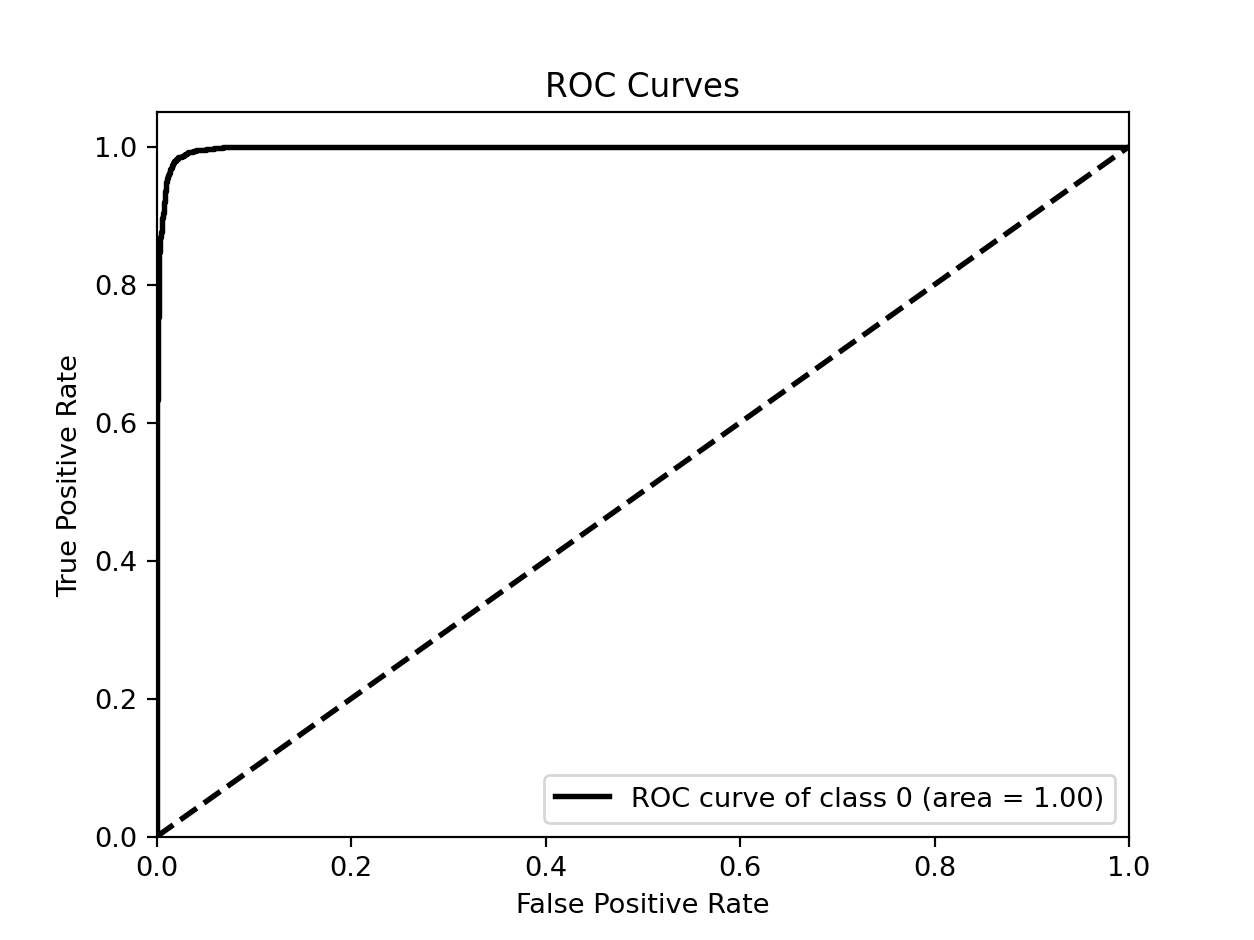 ROC Curves
1.0
0.8
0.6
0.4
0.2
0.0
True Positive Rate
ROC curve of class 0 (area = 1.00)
0.0 0.2 0.4 0.6 0.8 1.0
False Positive Rate